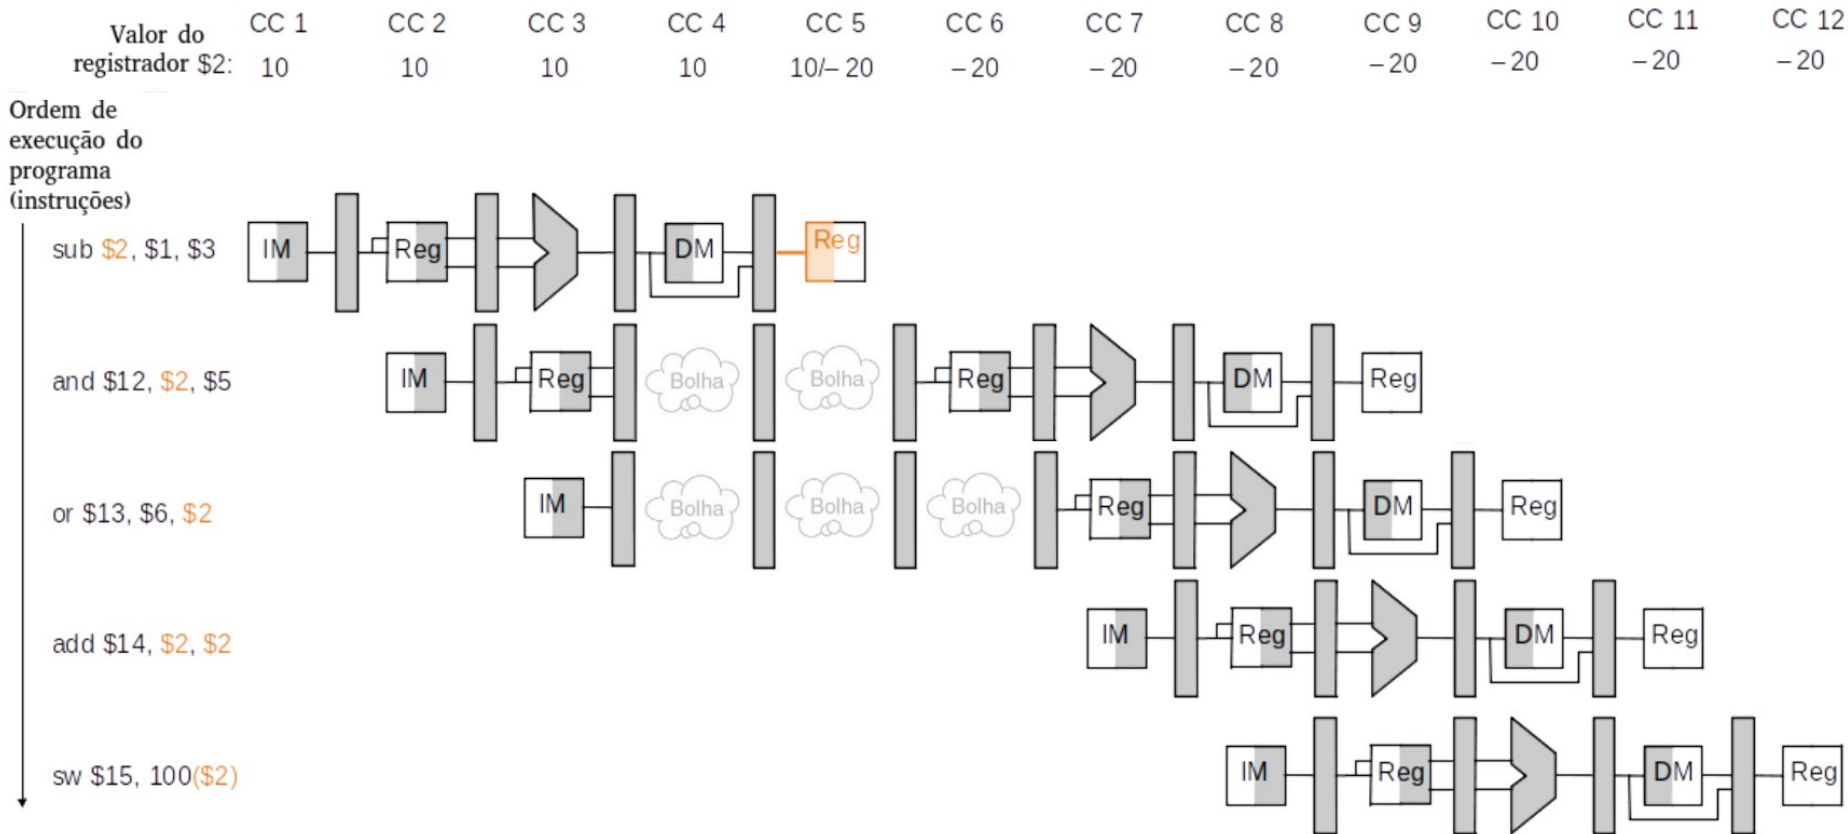 CC 1 CC 2 CC 3 CC 4 CC 5 CC 6 CC 7 CC 8 CC 9 CC 10 CC 11 CC 12
Valor do
registrador $2: 10 10 10 10 10/– 20 – 20 – 20 – 20 – 20 – 20 – 20 – 20
Ordem de
execução do
programa
(instruções)
sub $2, $1, $3 IM Reg DM Reg
and $12, $2, $5 IM Reg Bolha Bolha Reg DM Reg
or $13, $6, $2 IM Bolha Bolha Bolha Reg DM Reg
add $14, $2, $2 IM Reg DM Reg
sw $15, 100($2) IM Reg DM Reg